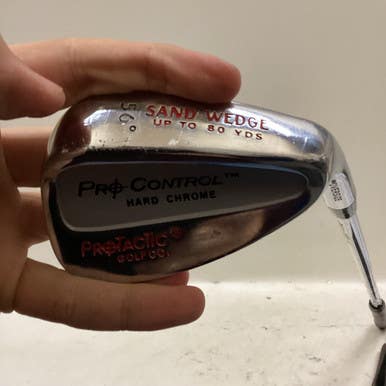 56°
SAND WEDGE
UP TO 80 YDS
PRO-CONTROL™
HARD CHROME
PROTACTIC®
GOLF CO.